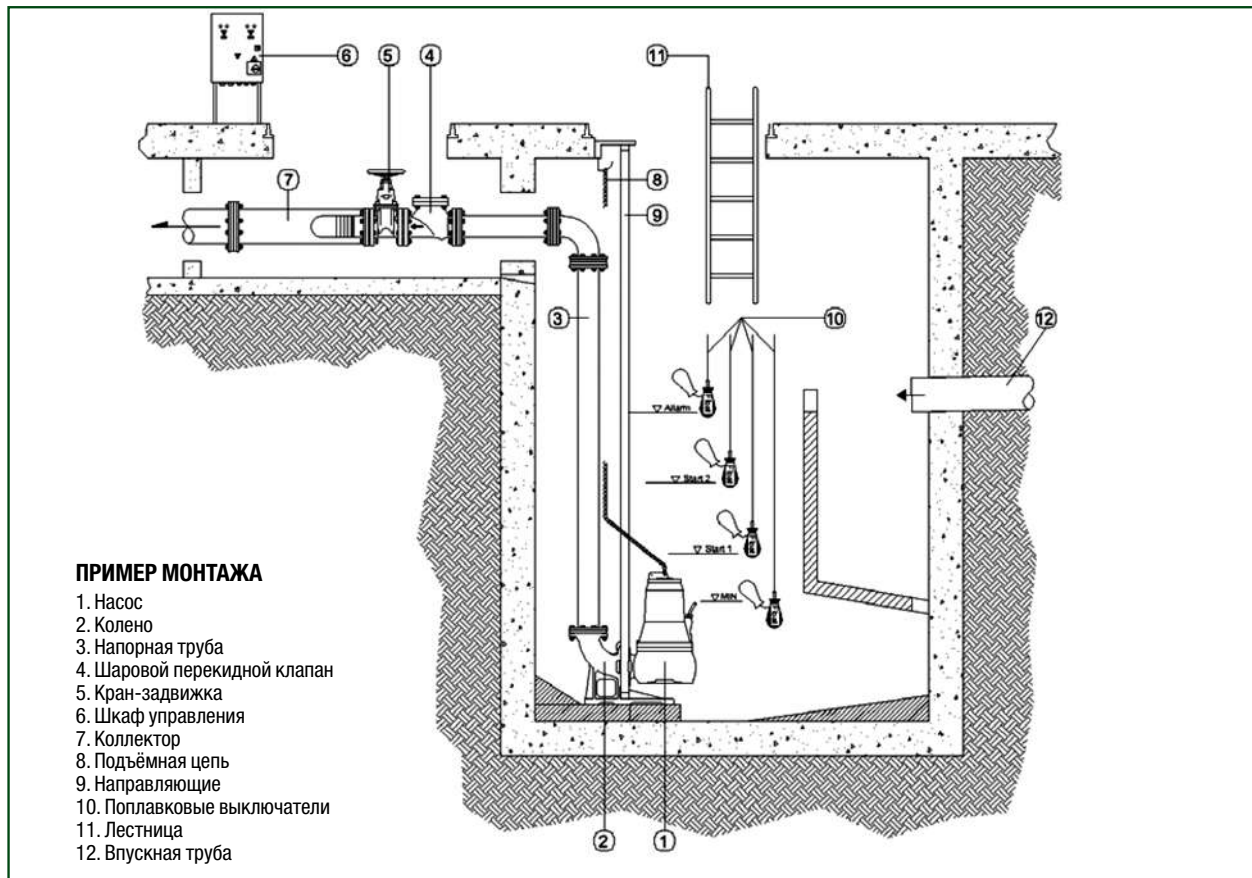 6
5
4
11
7
8
9
3
10
12
▽ Allarm
▽ Start 2
▽ Start 1
▽ MIN
2
1
ПРИМЕР МОНТАЖА
1. Насос
2. Колено
3. Напорная труба
4. Шаровой перекидной клапан
5. Кран-задвижка
6. Шкаф управления
7. Коллектор
8. Подъёмная цепь
9. Направляющие
10. Поплавковые выключатели
11. Лестница
12. Впускная труба